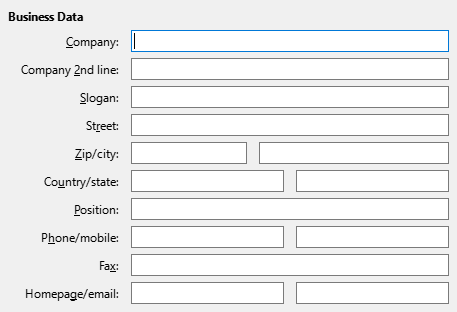 Business Data
Company:
Company 2nd line:
Slogan:
Street:
Zip/city:
Country/state:
Position:
Phone/mobile:
Fax:
Homepage/email: